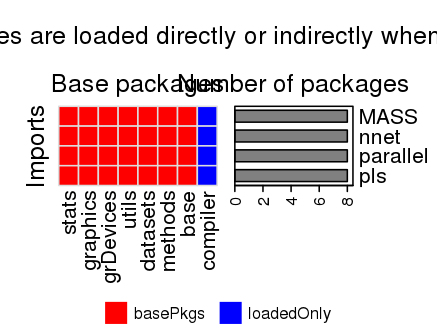 es are loaded directly or indirectly when
Base packages
Number of packages
Imports
MASS
nnet
parallel
pls
0 2 4 6 8
stats
graphics
grDevices
utils
datasets
methods
base
compiler
basePkgs
loadedOnly